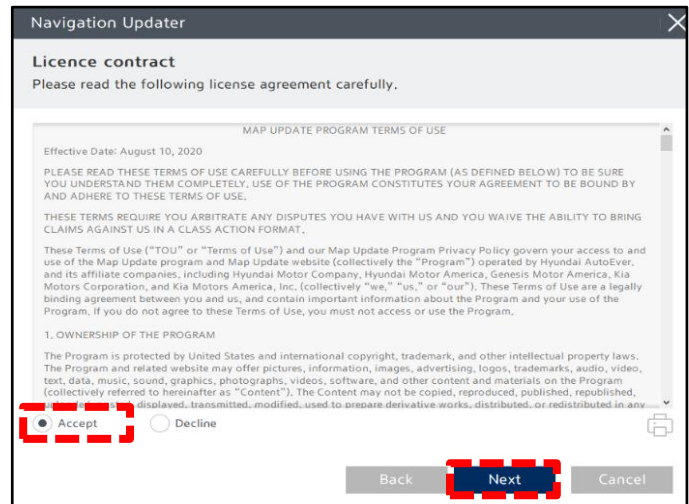 Navigation Updater
Licence contract
Please read the following license agreement carefully.
MAP UPDATE PROGRAM TERMS OF USE
Effective Date: August 10, 2020
PLEASE READ THESE TERMS OF USE CAREFULLY BEFORE USING THE PROGRAM (AS DEFINED BELOW) TO BE SURE
YOU UNDERSTAND THEM COMPLETELY. USE OF THE PROGRAM CONSTITUTES YOUR AGREEMENT TO BE BOUND BY
AND ADHERE TO THESE TERMS OF USE.
THESE TERMS REQUIRE YOU ARBITRATE ANY DISPUTES YOU HAVE WITH US AND YOU WAIVE THE ABILITY TO BRING
CLAIMS AGAINST US IN A CLASS ACTION FORMAT.
These Terms of Use ("TOU" or "Terms of Use") and our Map Update Program Privacy Policy govern your access to and
use of the Map Update program and Map Update website (collectively the "Program") operated by Hyundai AutoEver,
and its affiliate companies, including Hyundai Motor Company, Hyundai Motor America, Genesis Motor America, Kia
Motors Corporation, and Kia Motors America, Inc. (collectively "we," "us," or "our"). These Terms of Use are a legally
binding agreement between you and us, and contain important information about the Program and your use of the
Program. If you do not agree to these Terms of Use, you must not access or use the Program.
1. OWNERSHIP OF THE PROGRAM
The Program is protected by United States and international copyright, trademark, and other intellectual property laws.
The Program and related website may offer pictures, information, images, advertising, logos, trademarks, audio, video,
text, data, music, sound, graphics, photographs, videos, software, and other content and materials on the Program
(collectively referred to hereinafter as "Content"). The Content may not be copied, reproduced, published, republished,
displayed, transmitted, modified, used to prepare derivative works, distributed, or redistributed in any
Accept Decline
Back Next Cancel